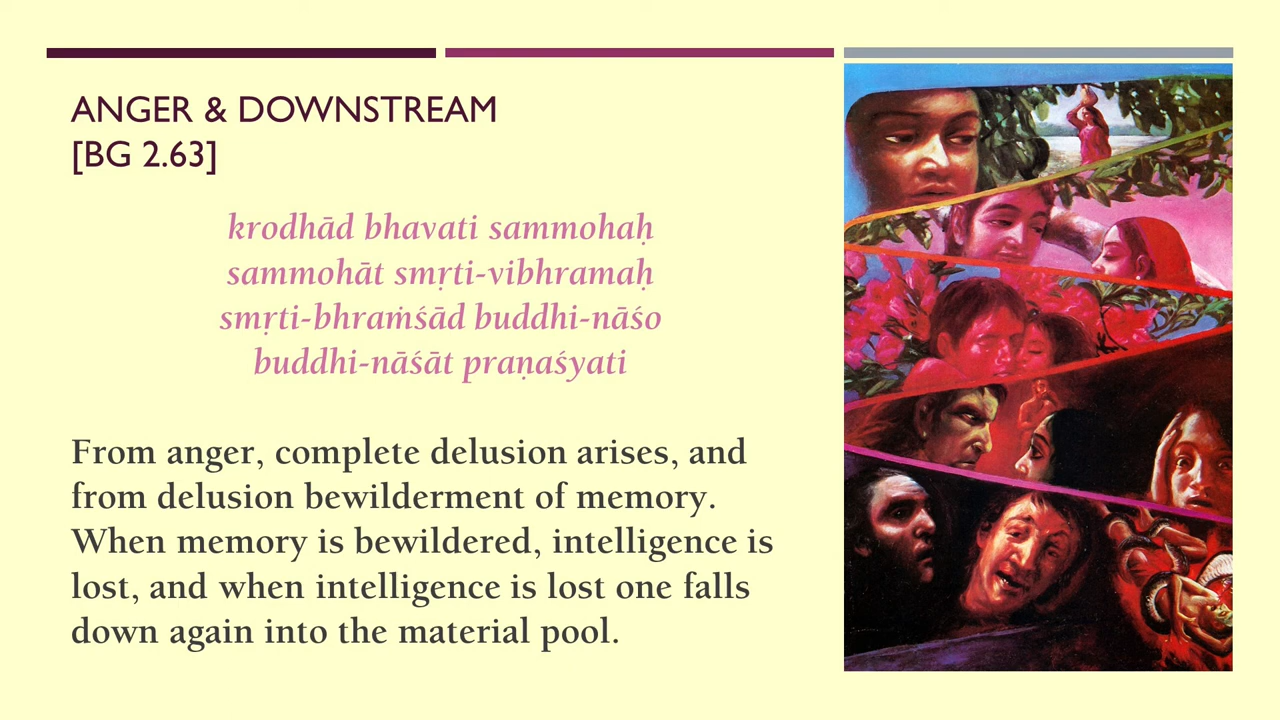 ANGER & DOWNSTREAM
[BG 2.63]
krodhād bhavati sammohaḥ
sammohāt smṛti-vibhramaḥ
smṛti-bhraṁśād buddhi-nāśo
buddhi-nāśāt praṇaśyati
From anger, complete delusion arises, and
from delusion bewilderment of memory.
When memory is bewildered, intelligence is
lost, and when intelligence is lost one falls
down again into the material pool.